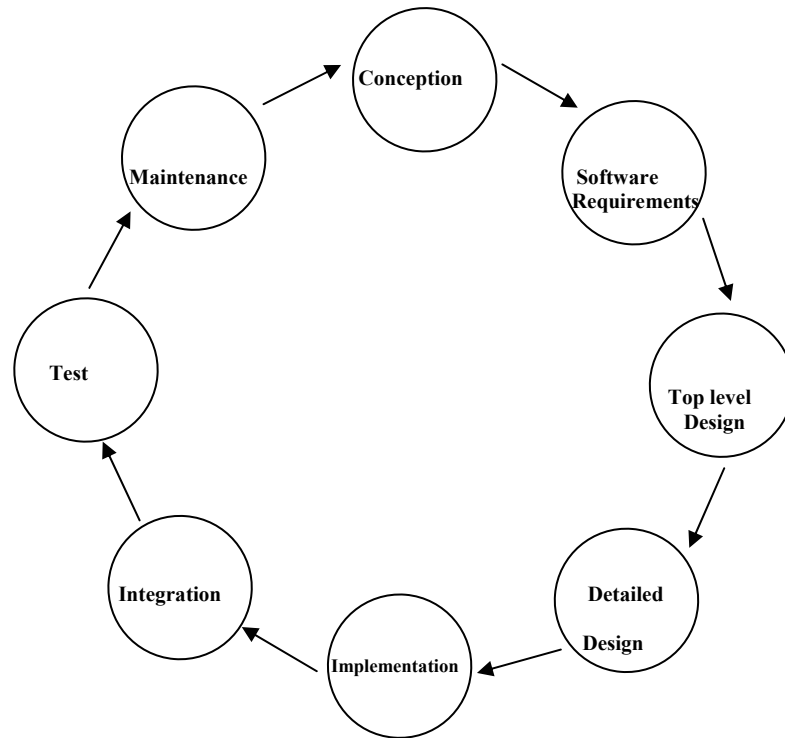 Conception
Software
Requirements
Top level
Design
Detailed
Design
Implementation
Integration
Test
Maintenance